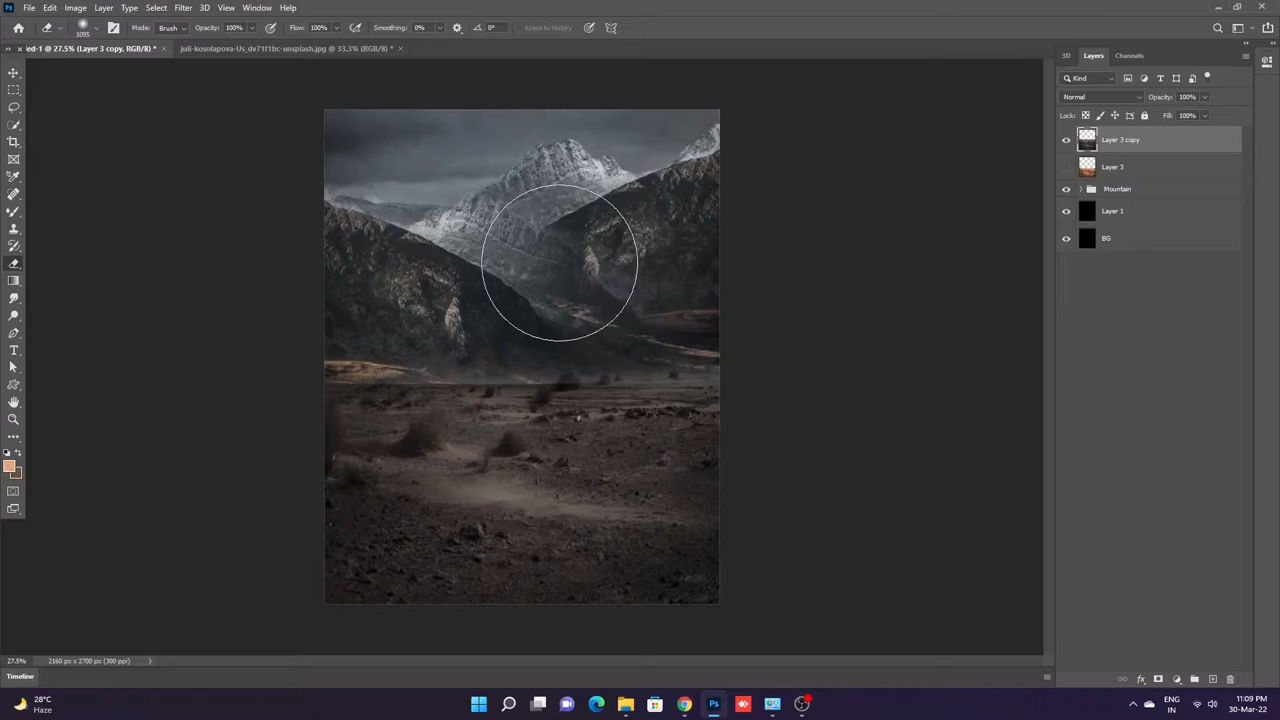 Ps File Edit Image Layer Type Select Filter 3D View Window Help
1095 Mode: Brush Opacity: 100% Flow: 100% Smoothing: 0% 0° Erase to History
led-1 @ 27.5% (Layer 3 copy, RGB/8) * × juli-kosolapova-Us_dv71f1bc-unsplash.jpg @ 33.3% (RGB/8) * ×
3D Layers Channels
Kind
Normal Opacity: 100%
Lock: Fill: 100%
Layer 3 copy
Layer 3
Mountain
Layer 1
BG
27.5% 2160 px x 2700 px (300 ppi)
Timeline
28°C
Haze
ENG
IN
11:09 PM
30-Mar-22